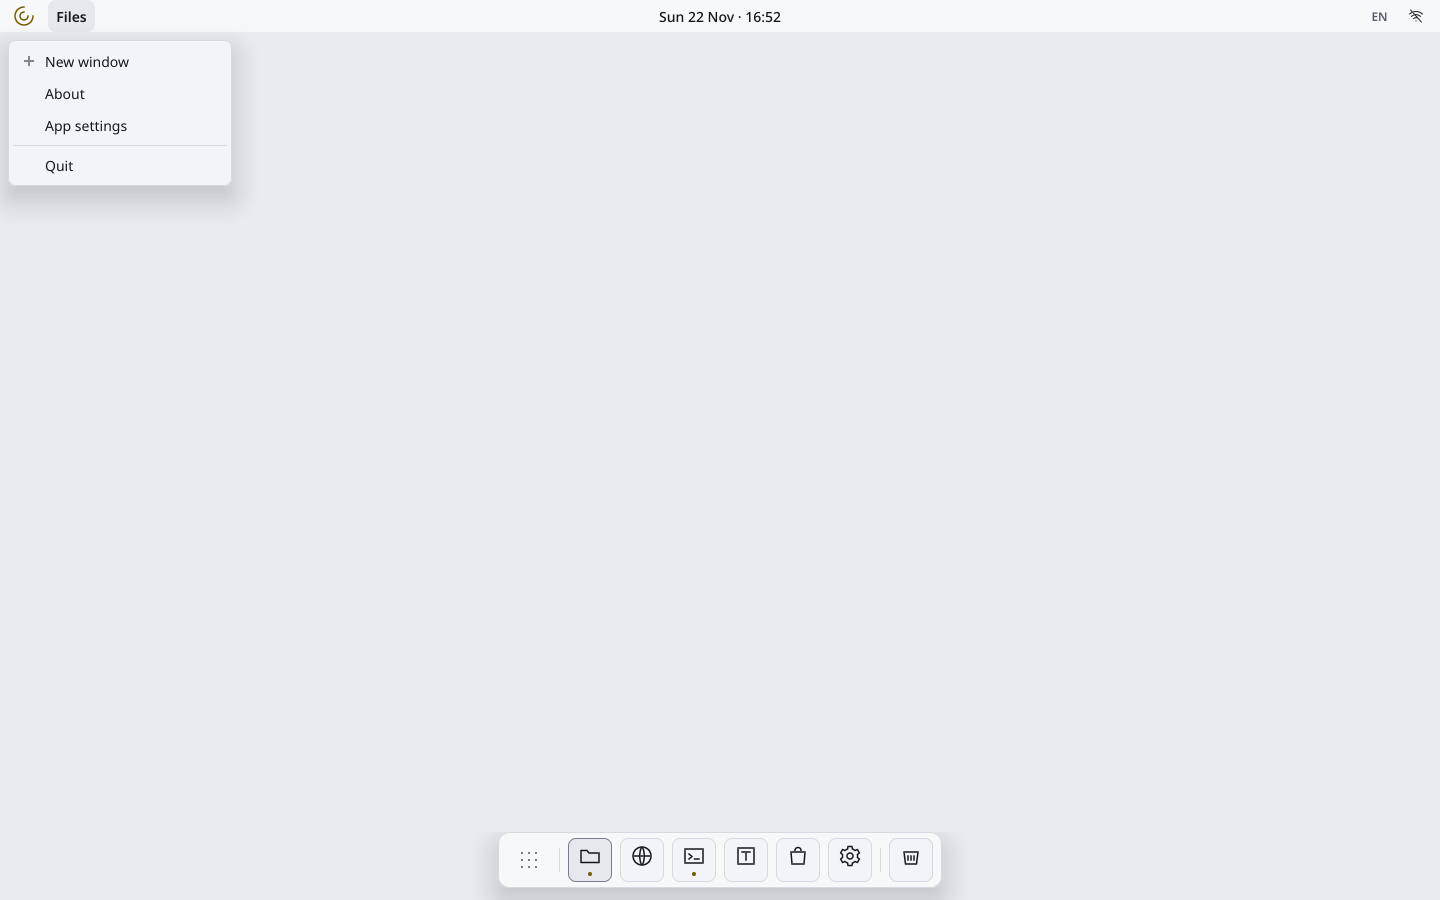 Files
Sun 22 Nov · 16:52
EN
New window
About
App settings
Quit